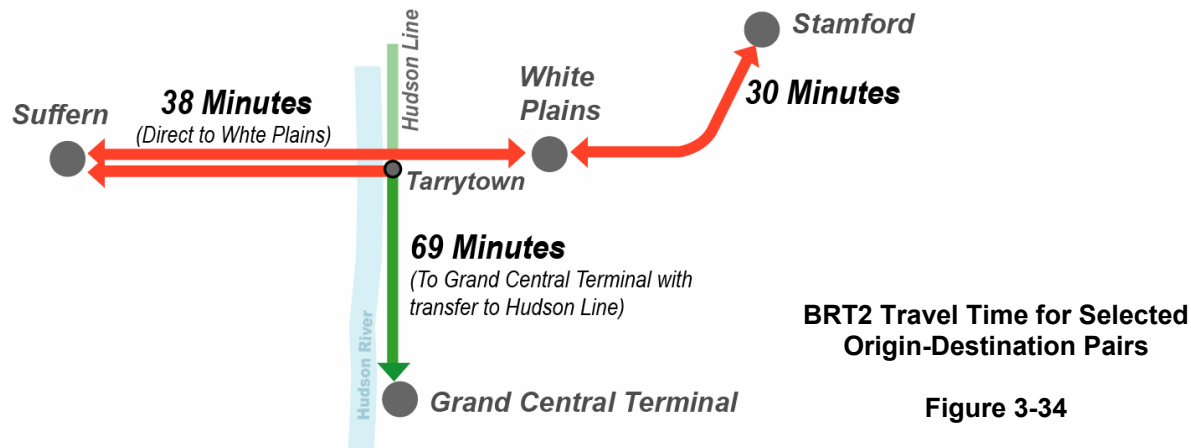 Hudson Line
Stamford
White
Plains
38 Minutes
(Direct to Whte Plains)
30 Minutes
Suffern
Tarrytown
69 Minutes
(To Grand Central Terminal with
transfer to Hudson Line)
Hudson River
Grand Central Terminal
BRT2 Travel Time for Selected
Origin-Destination Pairs
Figure 3-34